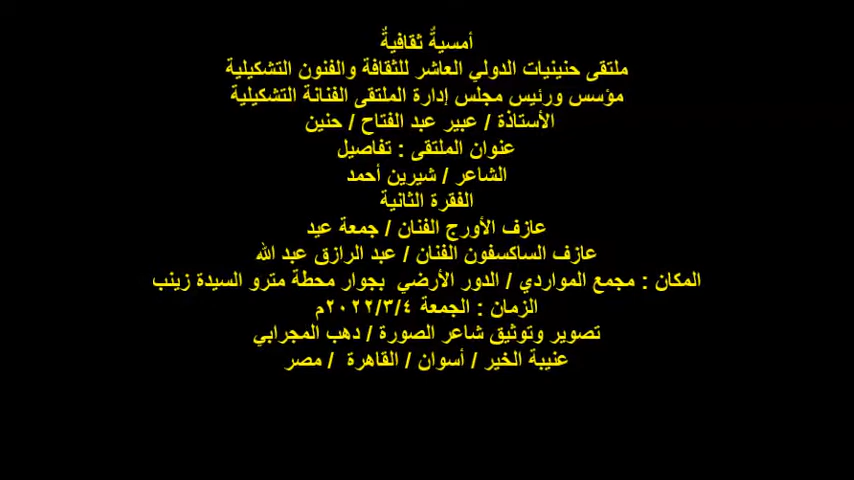 أمسيةٌ ثقافيةٌ
ملتقى حنينيات الدولي العاشر للثقافة والفنون التشكيلية
مؤسس ورئيس مجلس إدارة الملتقى الفنانة التشكيلية
الأستاذة / عبير عبد الفتاح / حنين
عنوان الملتقى : تفاصيل
الشاعر / شيرين أحمد
الفقرة الثانية
عازف الأورج الفنان / جمعة عيد
عازف الساكسفون الفنان / عبد الرازق عبد الله
المكان : مجمع المواردي / الدور الأرضي بجوار محطة مترو السيدة زينب
الزمان : الجمعة ٢٠٢٢/٣/٤م
تصوير وتوثيق شاعر الصورة / دهب المجرابي
عنيبة الخير / أسوان / القاهرة / مصر